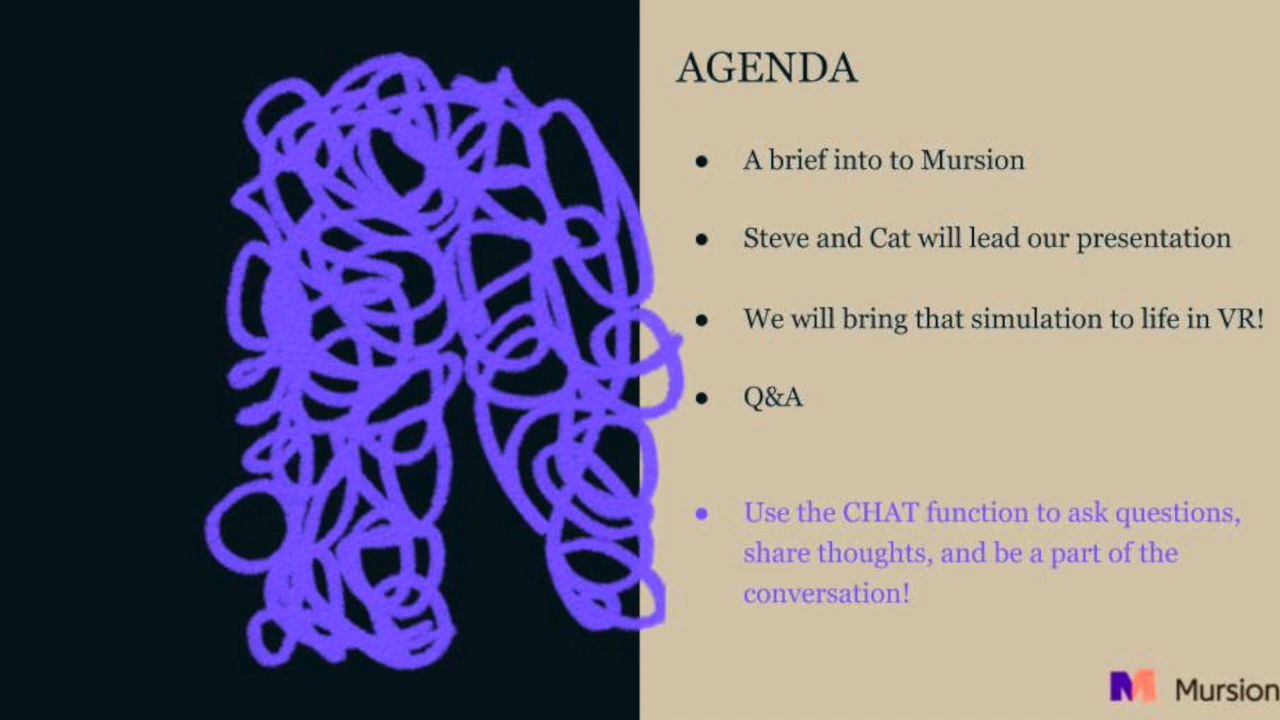 AGENDA
● A brief into to Mursion
● Steve and Cat will lead our presentation
● We will bring that simulation to life in VR!
● Q&A
● Use the CHAT function to ask questions,
share thoughts, and be a part of the
conversation!
Mursion